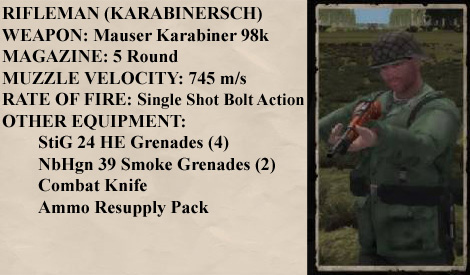 RIFLEMAN (KARABINERSCH)
WEAPON: Mauser Karabiner 98k
MAGAZINE: 5 Round
MUZZLE VELOCITY: 745 m/s
RATE OF FIRE: Single Shot Bolt Action
OTHER EQUIPMENT:
StiG 24 HE Grenades (4)
NbHgn 39 Smoke Grenades (2)
Combat Knife
Ammo Resupply Pack